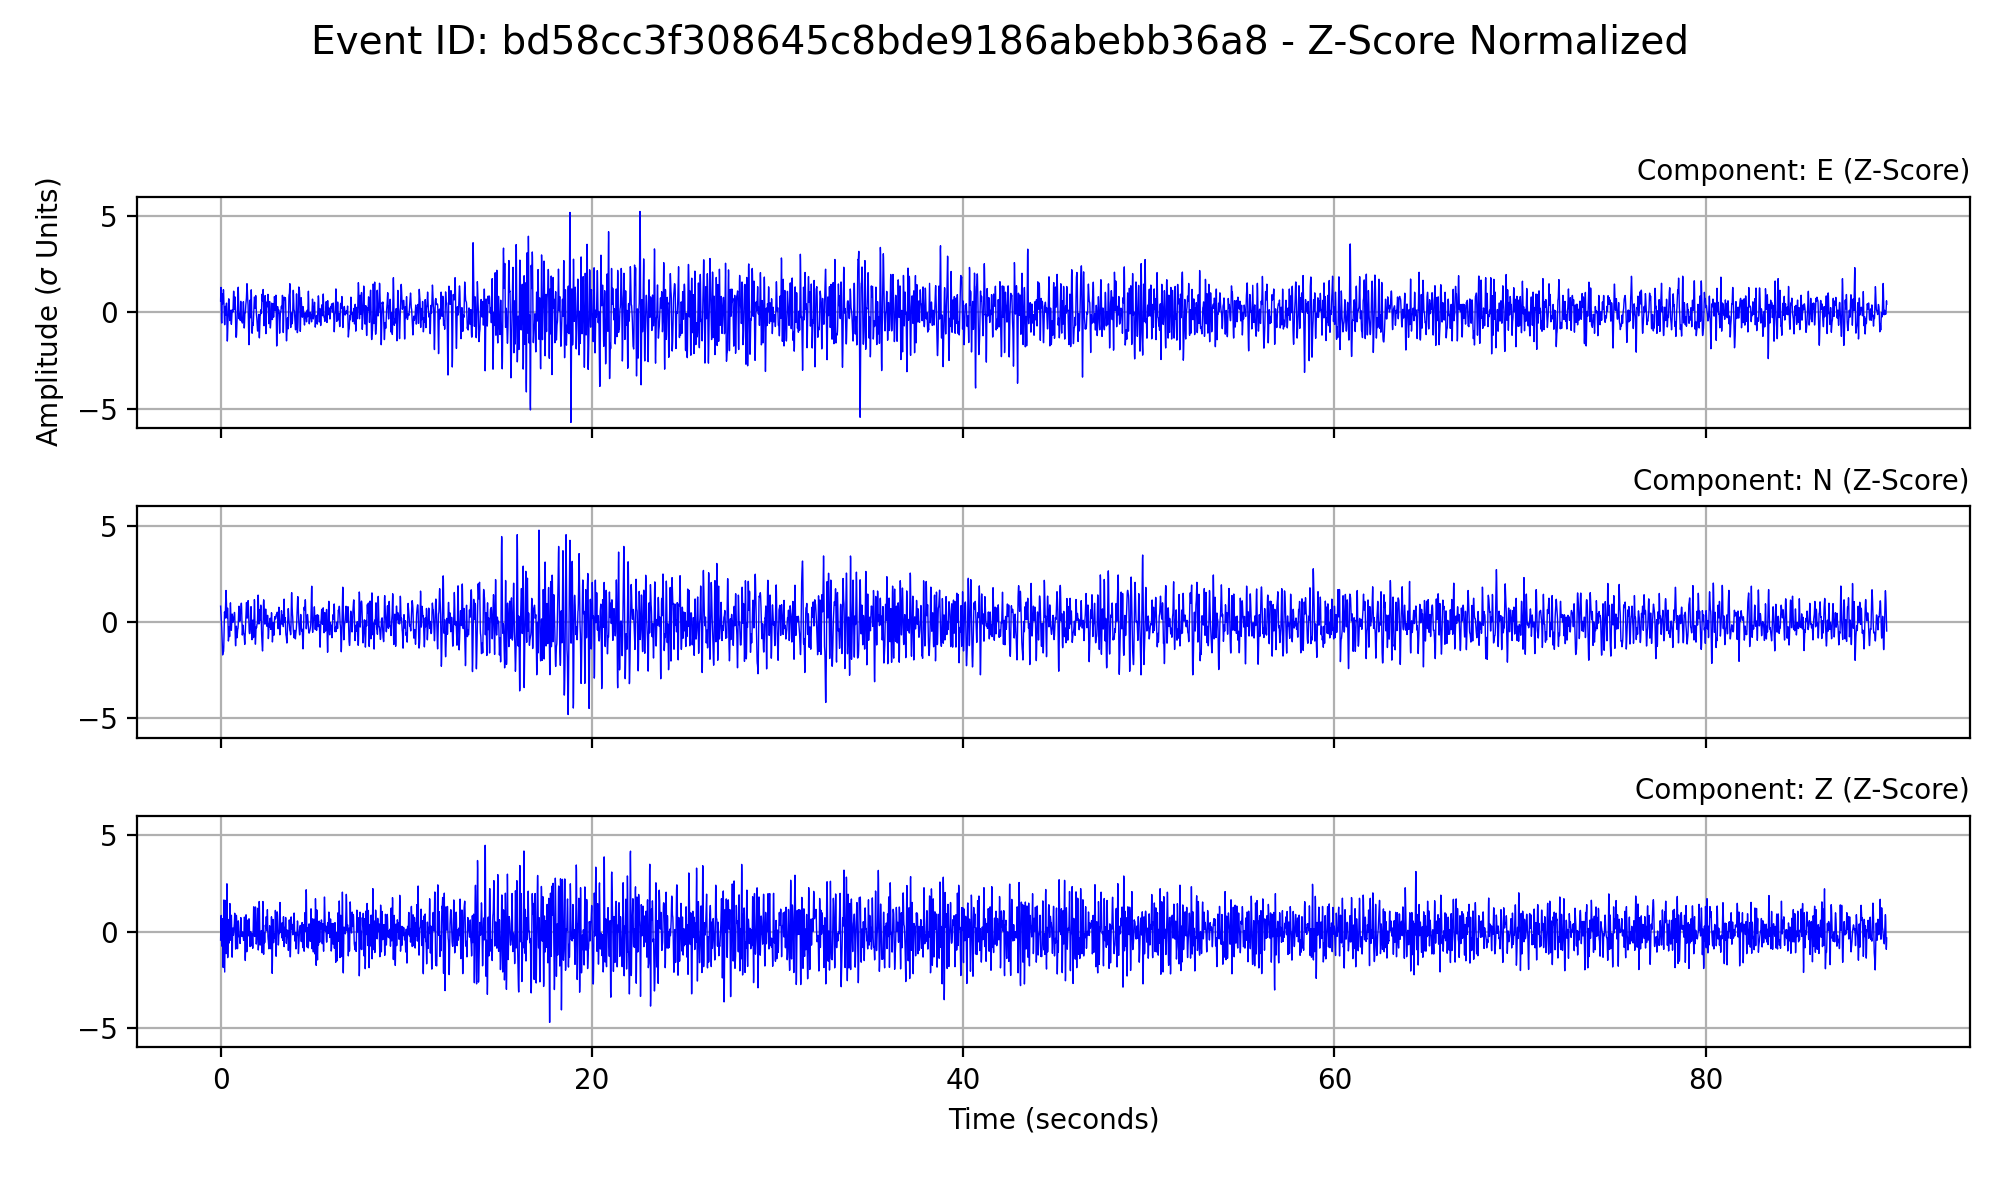 Event ID: bd58cc3f308645c8bde9186abebb36a8 - Z-Score Normalized
Component: E (Z-Score)
Amplitude (σ Units)
5
0
−5
Component: N (Z-Score)
5
0
−5
Component: Z (Z-Score)
5
0
−5
0 20 40 60 80
Time (seconds)